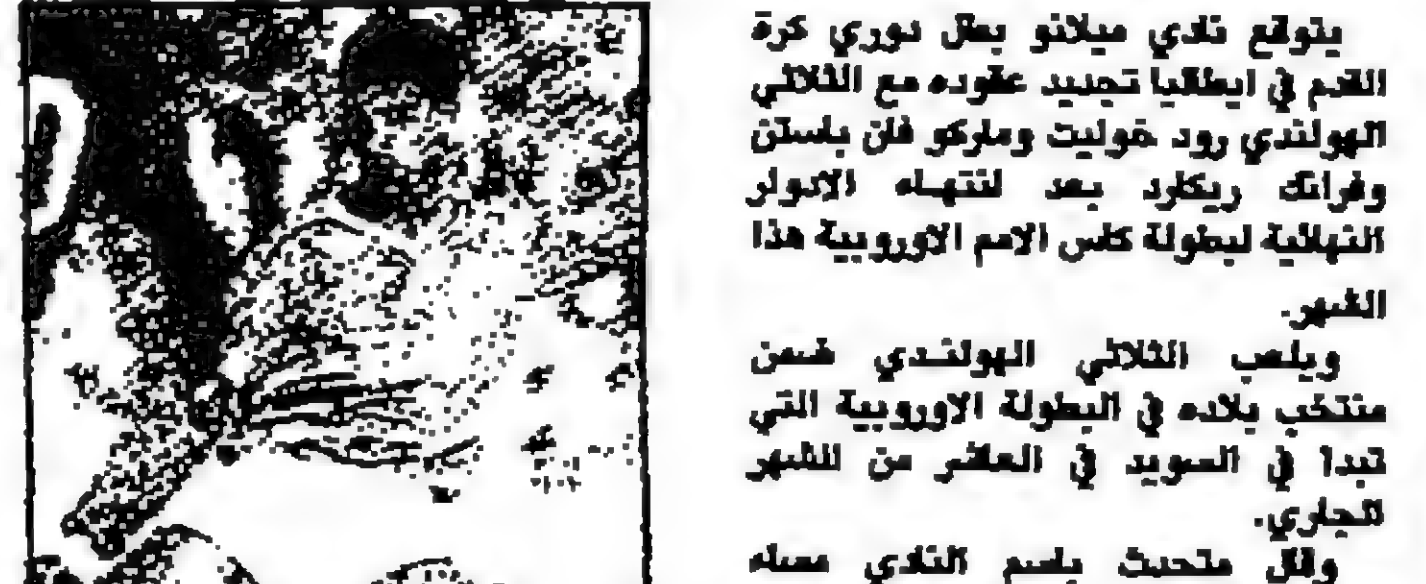 يتوقع نادي ميلانو بطل دوري كرة
القدم في ايطاليا تجديد عقوده مع الثلاثي
الهولندي رود خوليت وماركو فان باستن
وفرانك ريكارد بعد انتهاء الادوار
النهائية لبطولة كاس الامم الاوروبية هذا
الشهر.
ويلعب الثلاثي الهولندي ضمن
منتخب بلاده في البطولة الاوروبية التي
تبدا في السويد في العاشر من الشهر
الجاري.
وقال متحدث باسم النادي مساء